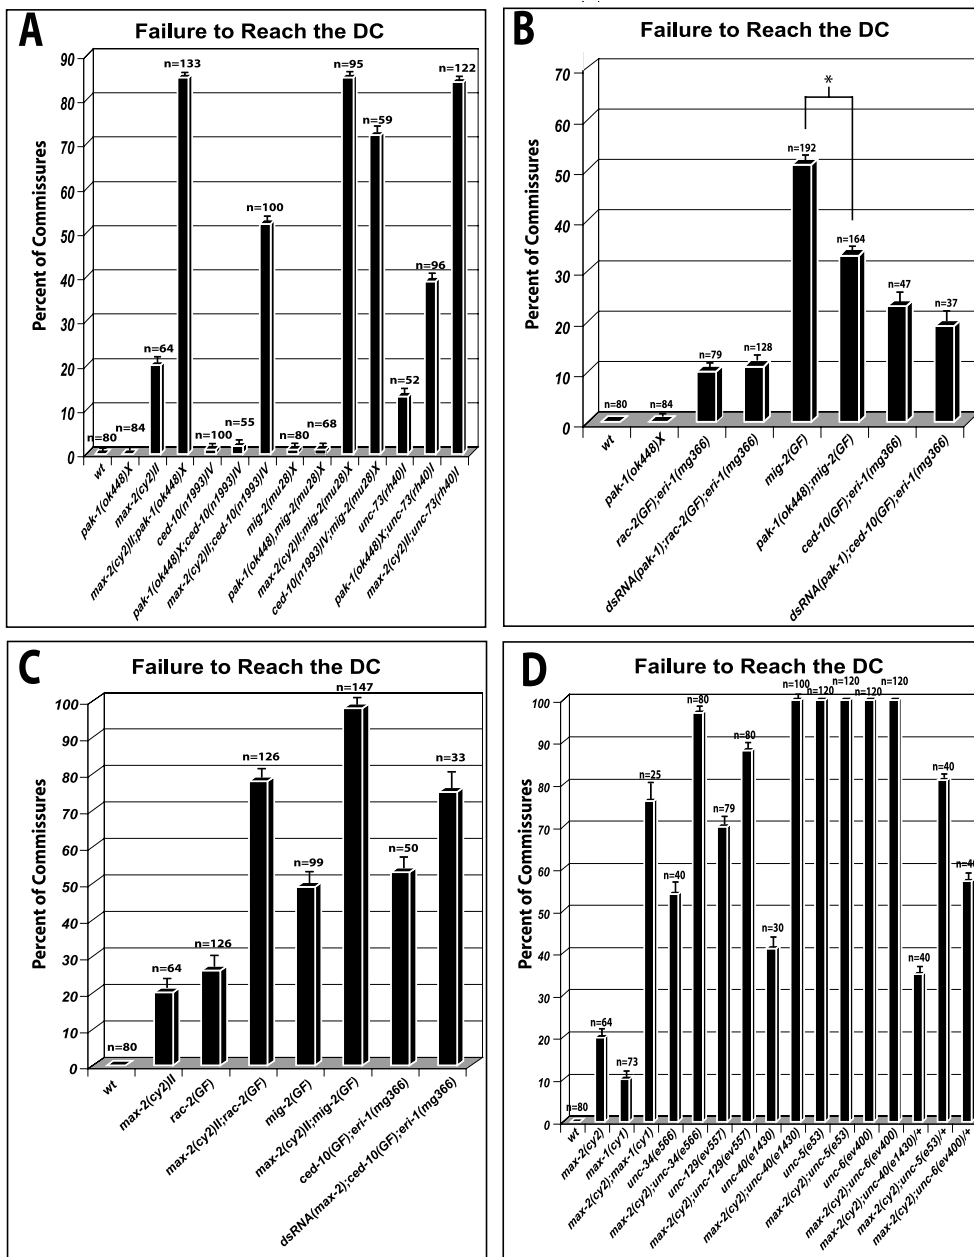 A
Failure to Reach the DC
Percent of Commissures
90
80
70
60
50
40
30
20
10
0
n=80
n=84
n=64
n=133
n=100
n=55
n=100
n=80
n=68
n=95
n=59
n=52
n=96
n=122
wt
pak-1(ok448)X
max-2(cy2)II
max-2(cy2)II;pak-1(ok448)X
ced-10(n1993)IV
pak-1(ok448)X;ced-10(n1993)IV
max-2(cy2)II;ced-10(n1993)IV
mig-2(mu28)X
pak-1(ok448),mig-2(mu28)X
max-2(cy2)II;mig-2(mu28)X
ced-10(n1993)IV;mig-2(mu28)X
unc-73(rh40)I
pak-1(ok448)X;unc-73(rh40)I
max-2(cy2)II;unc-73(rh40)I
B
Failure to Reach the DC
Percent of Commissures
70
60
50
40
30
20
10
0
n=80
n=84
n=79
n=128
n=192
*
n=164
n=47
n=37
wt
pak-1(ok448)X
rac-2(GF);eri-1(mg366)
dsRNA(pak-1);rac-2(GF);eri-1(mg366)
mig-2(GF)
pak-1(ok448);mig-2(GF)
ced-10(GF);eri-1(mg366)
dsRNA(pak-1);ced-10(GF);eri-1(mg366)
C
Failure to Reach the DC
Percent of Commissures
100
90
80
70
60
50
40
30
20
10
0
n=80
n=64
n=126
n=126
n=99
n=147
n=50
n=33
wt
max-2(cy2)II
rac-2(GF)
max-2(cy2)II;rac-2(GF)
mig-2(GF)
max-2(cy2)II;mig-2(GF)
ced-10(GF);eri-1(mg366)
dsRNA(max-2);ced-10(GF);eri-1(mg366)
D
Failure to Reach the DC
Percent of Commissures
100
90
80
70
60
50
40
30
20
10
0
n=80
n=64
n=73
n=25
n=40
n=80
n=79
n=80
n=30
n=100
n=120
n=120
n=120
n=120
n=40
n=40
wt
max-2(cy2)
max-1(cy1)
max-2(cy2);max-1(cy1)
unc-34(e566)
max-2(cy2);unc-34(e566)
unc-129(ev557)
max-2(cy2);unc-129(ev557)
unc-40(e1430)
max-2(cy2);unc-40(e1430)
unc-5(e53)
max-2(cy2);unc-5(e53)
unc-6(ev400)
max-2(cy2);unc-6(ev400)
max-2(cy2);unc-40(e1430)/+
max-2(cy2);unc-5(e53)/+
max-2(cy2);unc-6(ev400)/+